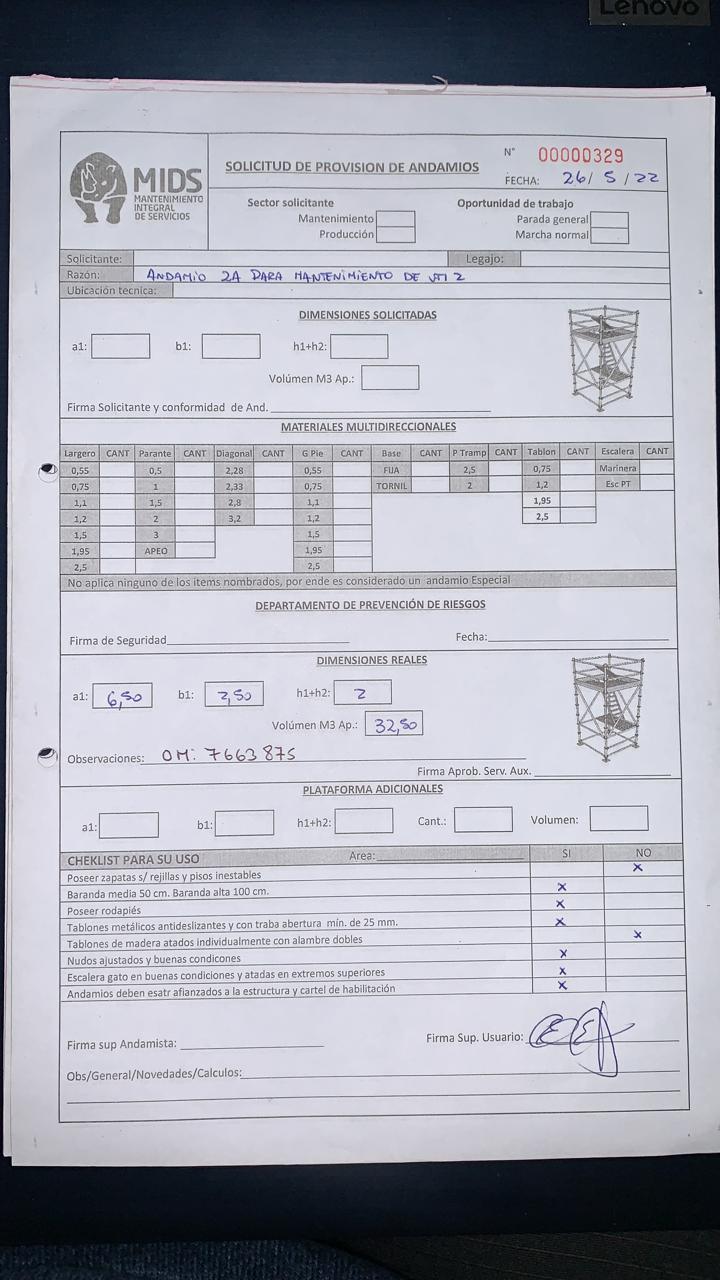 Lenovo
MIDS
MANTENIMIENTO
INTEGRAL
DE SERVICIOS
SOLICITUD DE PROVISION DE ANDAMIOS
N° 00000329
FECHA: 26/ 5 / 22
Sector solicitante Oportunidad de trabajo
Mantenimiento Parada general
Producción Marcha normal
Solicitante: Legajo:
Razón: ANDAMIO 2A PARA MANTENIMIENTO DE 2
Ubicación tecnica:
DIMENSIONES SOLICITADAS
a1: b1: h1+h2:
Volúmen M3 Ap.:
Firma Solicitante y conformidad de And.
MATERIALES MULTIDIRECCIONALES
Largero CANT Parante CANT Diagonal CANT G Pie CANT Base CANT P Tramp CANT Tablon CANT Escalera CANT
0,55 0,5 2,28 0,55 FIJA 2,5 0,75 Marinera
0,75 1 2,33 0,75 TORNIL 2 1,2 Esc PT
1,1 1,5 2,8 1,1 1,95
1,2 2 3,2 1,2 2,5
1,5 3 1,5
1,95 APEO 1,95
2,5 2,5
No aplica ninguno de los items nombrados, por ende es considerado un andamio Especial
DEPARTAMENTO DE PREVENCIÓN DE RIESGOS
Firma de Seguridad Fecha:
DIMENSIONES REALES
a1: 6,50 b1: 2,50 h1+h2: 2
Volúmen M3 Ap.: 32,50
Observaciones: OM: 7663875
Firma Aprob. Serv. Aux.
PLATAFORMA ADICIONALES
a1: b1: h1+h2: Cant.: Volumen:
CHEKLIST PARA SU USO Area: SI NO
Poseer zapatas s/ rejillas y pisos inestables x
Baranda media 50 cm. Baranda alta 100 cm. x
Poseer rodapiés x
Tablones metálicos antideslizantes y con traba abertura mín. de 25 mm. x
Tablones de madera atados individualmente con alambre dobles x
Nudos ajustados y buenas condicones x
Escalera gato en buenas condiciones y atadas en extremos superiores x
Andamios deben esatr afianzados a la estructura y cartel de habilitación x
Firma sup Andamista: Firma Sup. Usuario:
Obs/General/Novedades/Calculos: